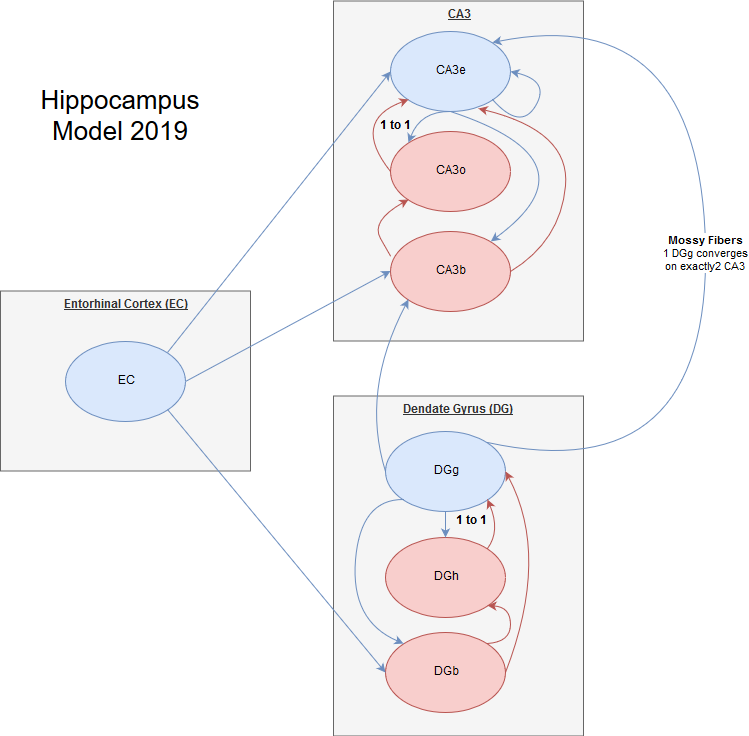 Hippocampus
Model 2019
CA3
CA3e
1 to 1
CA3o
CA3b
Mossy Fibers
1 DGg converges
on exactly2 CA3
Entorhinal Cortex (EC)
EC
Dendate Gyrus (DG)
DGg
1 to 1
DGh
DGb